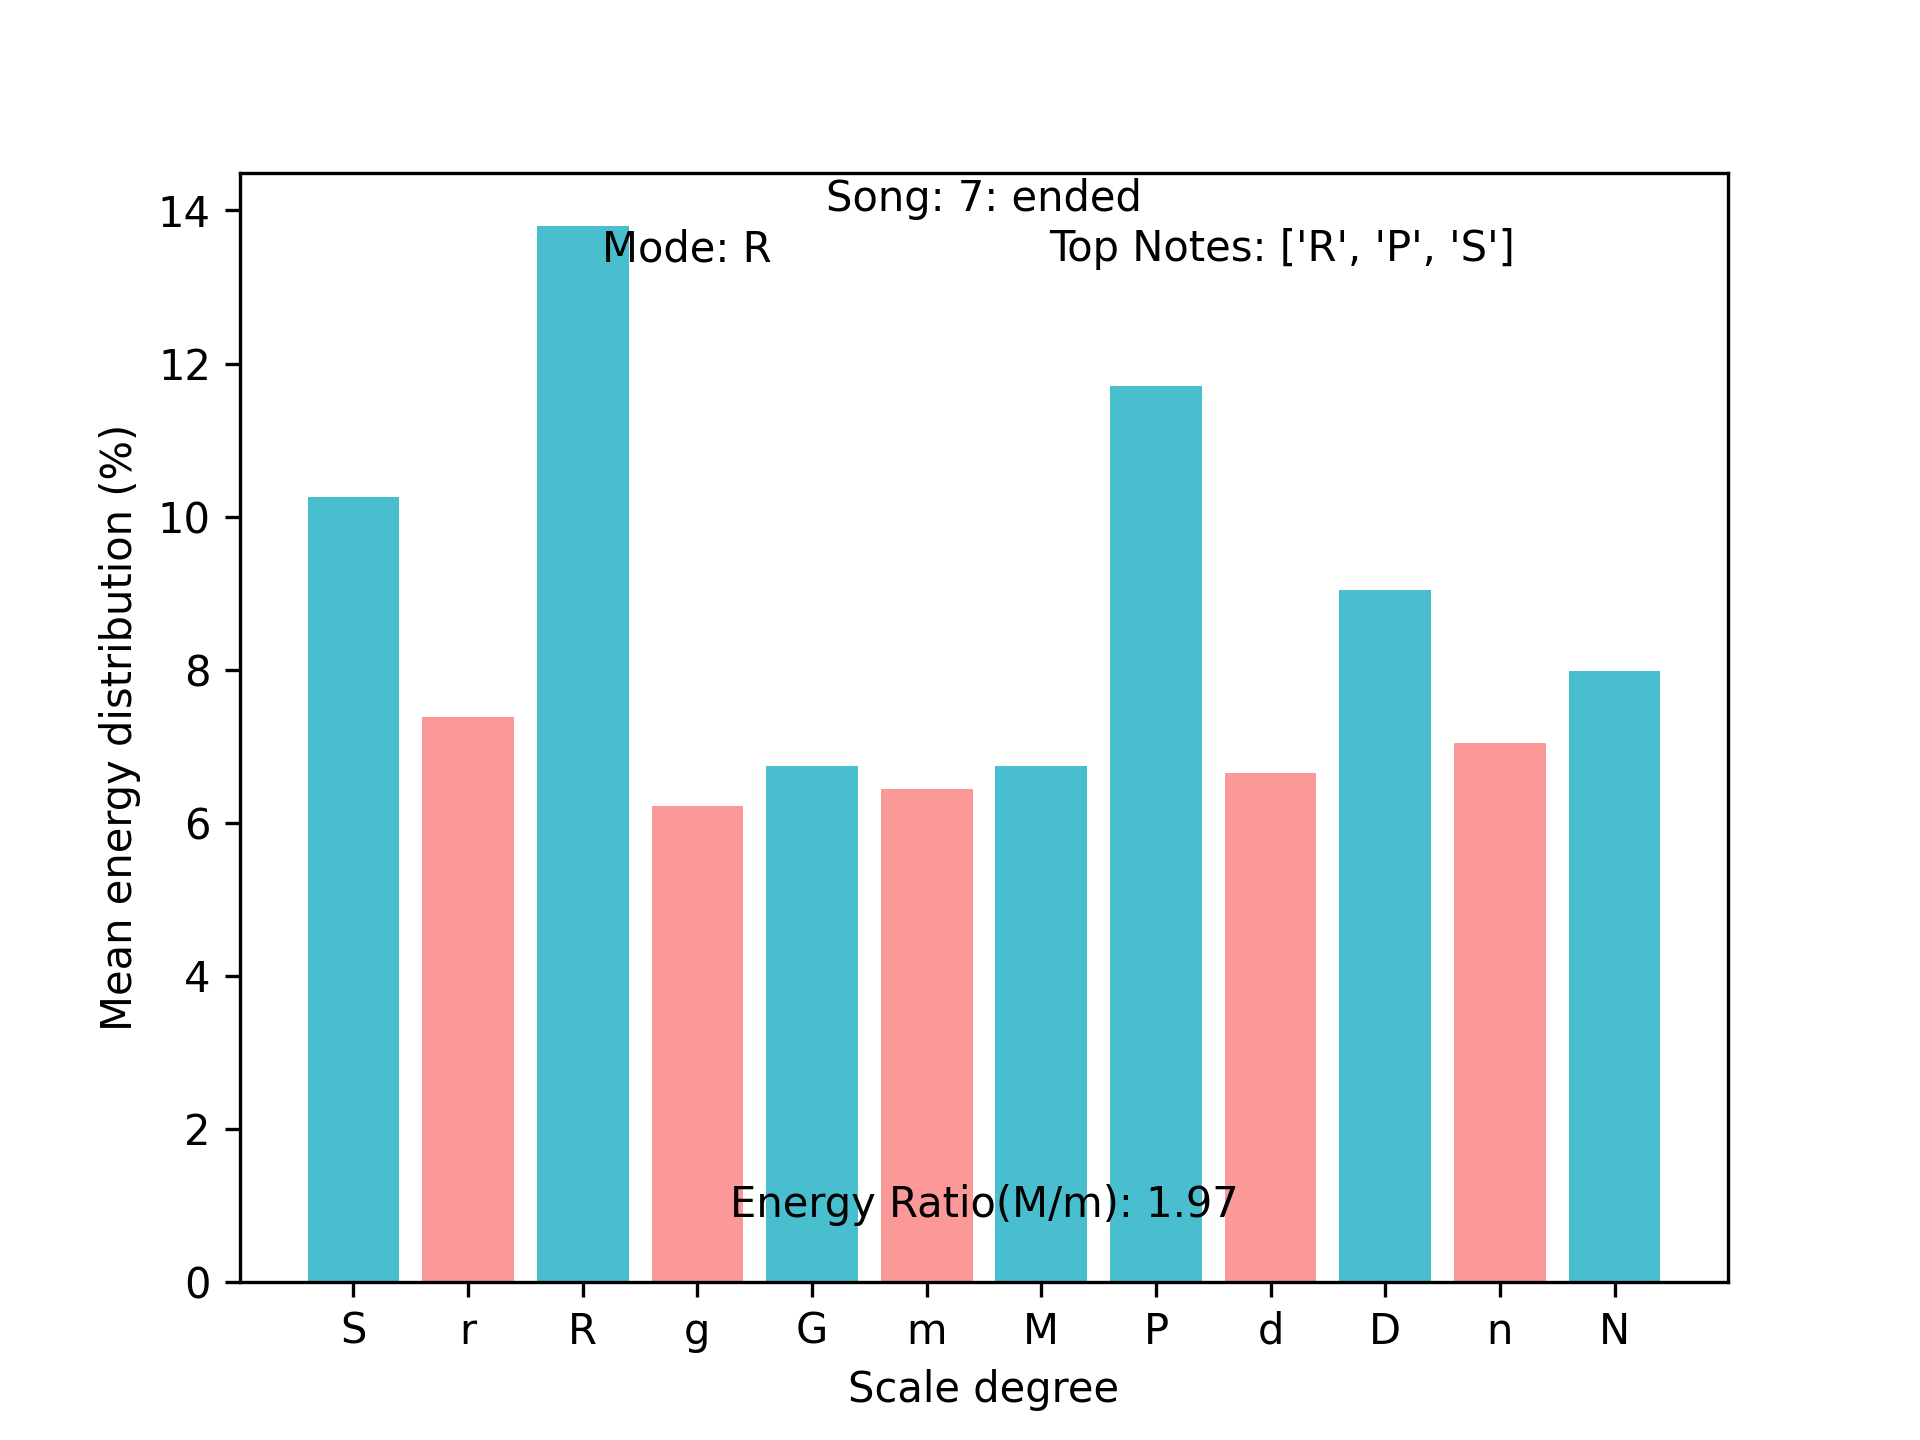 Song: 7: ended
Mode: R
Top Notes: ['R', 'P', 'S']
14
12
10
8
6
4
2
0
Mean energy distribution (%)
Energy Ratio(M/m): 1.97
S r R g G m M P d D n N
Scale degree